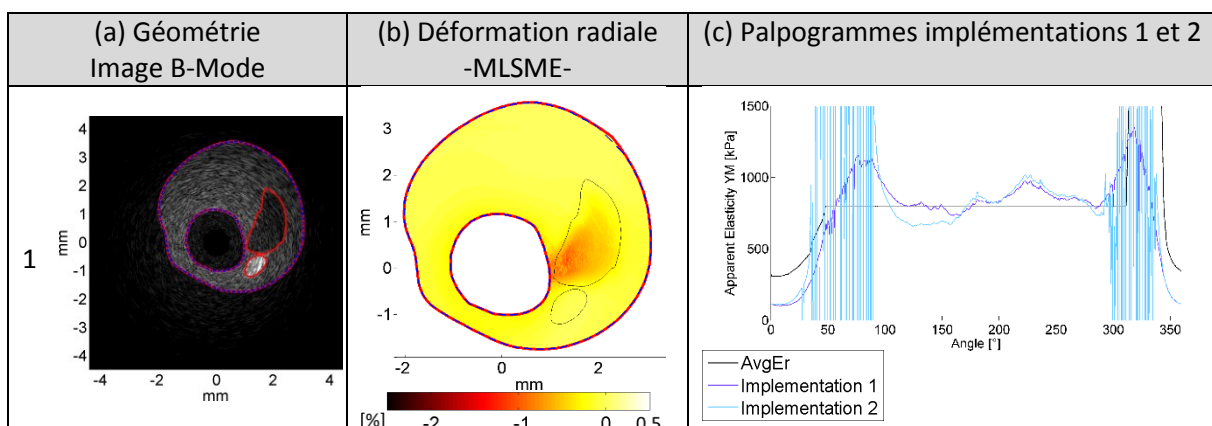 (a) Géométrie
Image B-Mode
(b) Déformation radiale
-MLSME-
(c) Palpogrammes implémentations 1 et 2
1
4
3
2
1
0
-1
-2
-3
-4
mm
-4 -2 0 2 4
mm
3
2
1
0
-1
mm
-2 0 2
mm
[%] -2 -1 0 0.5
1500
1000
500
0
Apparent Elasticity YM [kPa]
0 50 100 150 200 250 300 350
Angle [°]
AvgEr
Implementation 1
Implementation 2